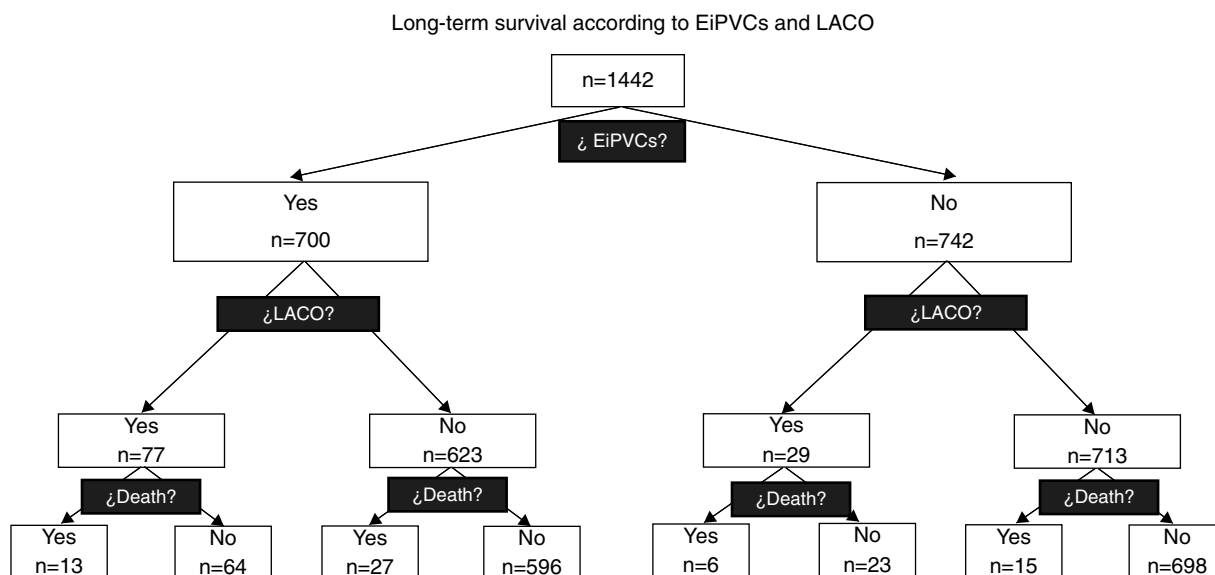 Long-term survival according to EiPVCs and LACO
n=1442
¿ EiPVCs?
Yes
n=700
No
n=742
¿LACO?
¿LACO?
Yes
n=77
No
n=623
Yes
n=29
No
n=713
¿Death?
¿Death?
¿Death?
¿Death?
Yes
n=13
No
n=64
Yes
n=27
No
n=596
Yes
n=6
No
n=23
Yes
n=15
No
n=698